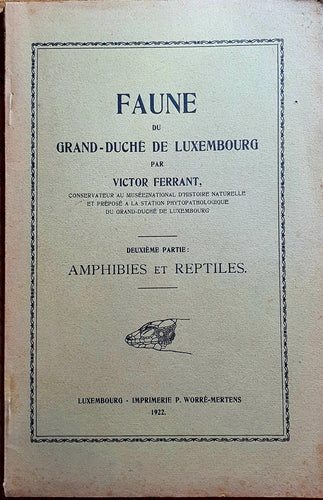 FAUNE
DU
GRAND-DUCHÉ DE LUXEMBOURG
PAR
VICTOR FERRANT,
CONSERVATEUR AU MUSÉE NATIONAL D'HISTOIRE NATURELLE
ET PRÉPOSÉ A LA STATION PHYTOPATHOLOGIQUE
DU GRAND-DUCHÉ DE LUXEMBOURG
DEUXIÈME PARTIE:
AMPHIBIES ET REPTILES.
LUXEMBOURG - IMPRIMERIE P. WORRÉ-MERTENS
1922.